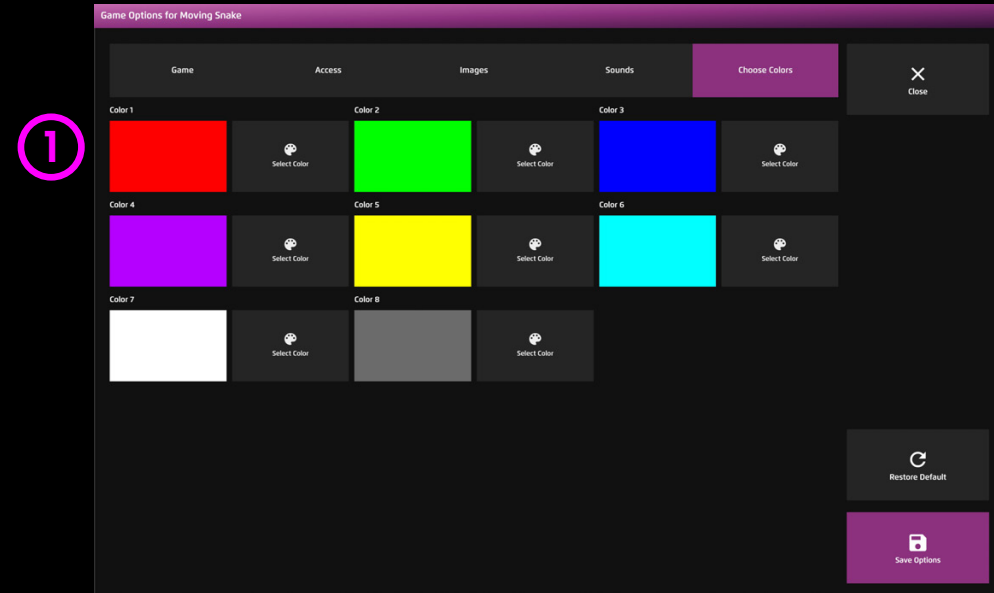 Game Options for Moving Snake
Game Access Images Sounds Choose Colors
Close
1
Color 1 Color 2 Color 3
Select Color Select Color Select Color
Color 4 Color 5 Color 6
Select Color Select Color Select Color
Color 7 Color 8
Select Color Select Color
Restore Default
Save Options